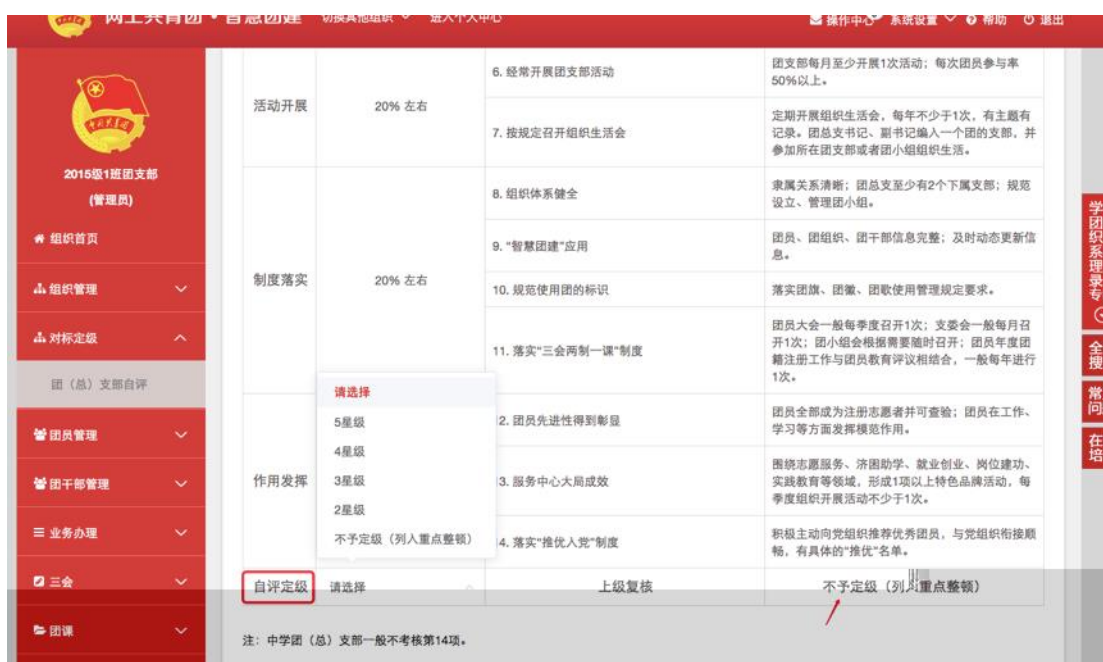 网上共青团·智慧团建 切换其他组织 进入个人中心 操作中心 系统设置 帮助 退出
2015级1班团支部
(管理员)
组织首页
组织管理
对标定级
团（总）支部自评
团员管理
团干部管理
业务办理
三会
团课
6. 经常开展团支部活动
团支部每月至少开展1次活动；每次团员参与率
50%以上。
活动开展
20% 左右
7. 按规定召开组织生活会
定期开展组织生活会，每年不少于1次，有主题有
记录。团总支书记、副书记编入一个团的支部，并
参加所在团支部或者团小组组织生活。
8. 组织体系健全
隶属关系清晰；团总支至少有2个下属支部；规范
设立、管理团小组。
9. “智慧团建”应用
团员、团组织、团干部信息完整；及时动态更新信
息。
制度落实
20% 左右
10. 规范使用团的标识
落实团旗、团徽、团歌使用管理规定要求。
11. 落实“三会两制一课”制度
团员大会一般每季度召开1次；支委会一般每月召
开1次；团小组会根据需要随时召开；团员年度团
籍注册工作与团员教育评议相结合，一般每年进行
1次。
请选择
5星级
4星级
3星级
2星级
不予定级（列入重点整顿）
2. 团员先进性得到彰显
团员全部成为注册志愿者并可查验；团员在工作、
学习等方面发挥模范作用。
作用发挥
3. 服务中心大局成效
围绕志愿服务、济困助学、就业创业、岗位建功、
实践教育等领域，形成1项以上特色品牌活动，每
季度组织开展活动不少于1次。
4. 落实“推优入党”制度
积极主动向党组织推荐优秀团员，与党组织衔接顺
畅，有具体的“推优”名单。
自评定级 请选择 上级复核 不予定级（列入重点整顿）
注：中学团（总）支部一般不考核第14项。
学团织系理录专
全搜
常问
在培